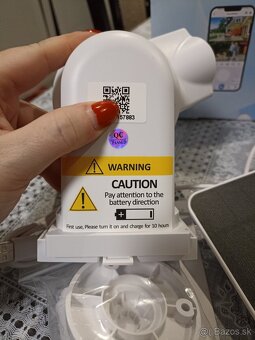 57883
QC
PASSED
WARNING
CAUTION
Pay attention to the
battery direction
First use, Please turn it on and charge for 10 hours
© bazos.sk